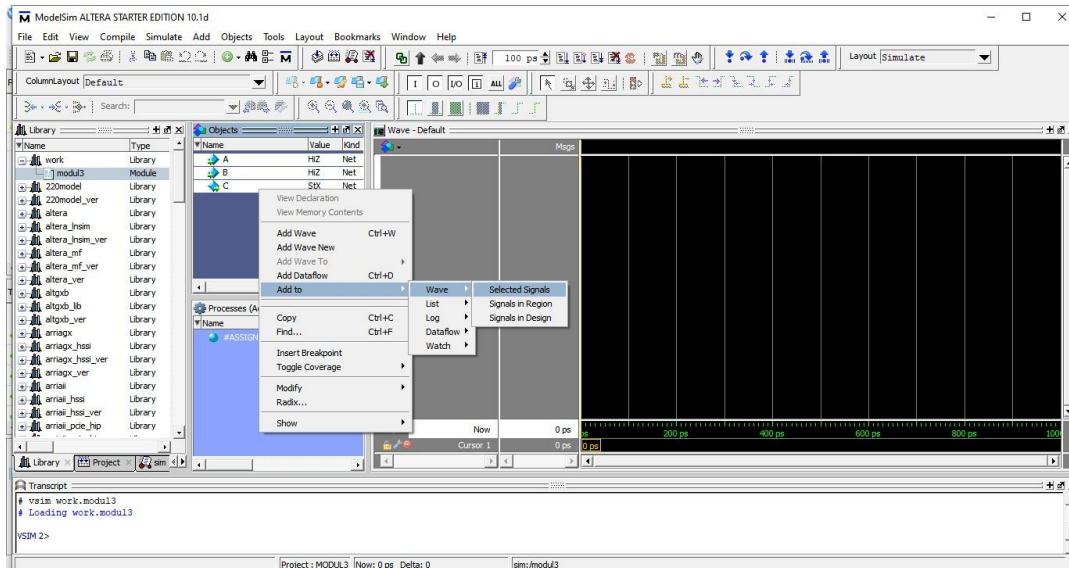 ModelSim ALTERA STARTER EDITION 10.1d
File Edit View Compile Simulate Add Objects Tools Layout Bookmarks Window Help
100 ps
Layout Simulate
ColumnLayout Default
I O I/O ALL
Search:
Library
Name Type
work Library
modul3 Module
220model Library
220model_ver Library
altera Library
altera_lnsim Library
altera_lnsim_ver Library
altera_mf Library
altera_mf_ver Library
altera_ver Library
altgxb Library
altgxb_lib Library
altgxb_ver Library
arriagx Library
arriagx_hssi Library
arriagx_hssi_ver Library
arriagx_ver Library
arriaii Library
arriaii_hssi Library
arriaii_hssi_ver Library
arriaii_pcie_hip Library
Library Project sim
Objects
Name Value Kind
A HiZ Net
B HiZ Net
C StX Net
Processes (A
Name
#ASSIGN
View Declaration
View Memory Contents
Add Wave Ctrl+W
Add Wave New
Add Wave To
Add Dataflow Ctrl+D
Add to
Copy Ctrl+C
Find... Ctrl+F
Insert Breakpoint
Toggle Coverage
Modify
Radix...
Show
Wave
List
Log
Dataflow
Watch
Selected Signals
Signals in Region
Signals in Design
Wave - Default
Msgs
Now 0 ps
Cursor 1 0 ps
ps 200 ps 400 ps 600 ps 800 ps 100
0 ps
Transcript
# vsim work.modul3
# Loading work.modul3
VSIM 2>
Project : MODUL3 Now: 0 ps Delta: 0 sim:/modul3